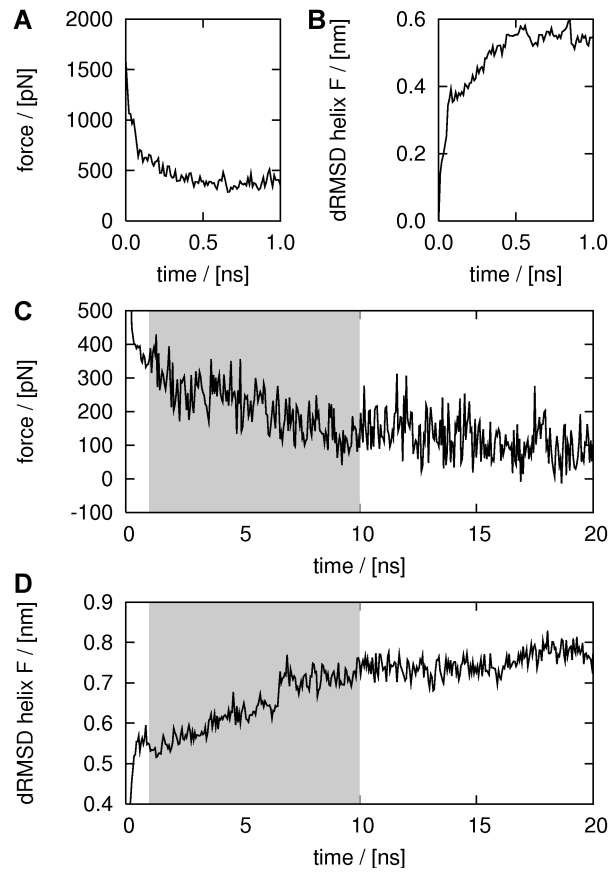 A
force / [pN]
2000
1500
1000
500
0
0.0 0.5 1.0
time / [ns]
B
dRMSD helix F / [nm]
0.6
0.4
0.2
0.0
0.0 0.5 1.0
time / [ns]
C
force / [pN]
500
400
300
200
100
0
-100
0 5 10 15 20
time / [ns]
D
dRMSD helix F / [nm]
0.9
0.8
0.7
0.6
0.5
0.4
0 5 10 15 20
time / [ns]